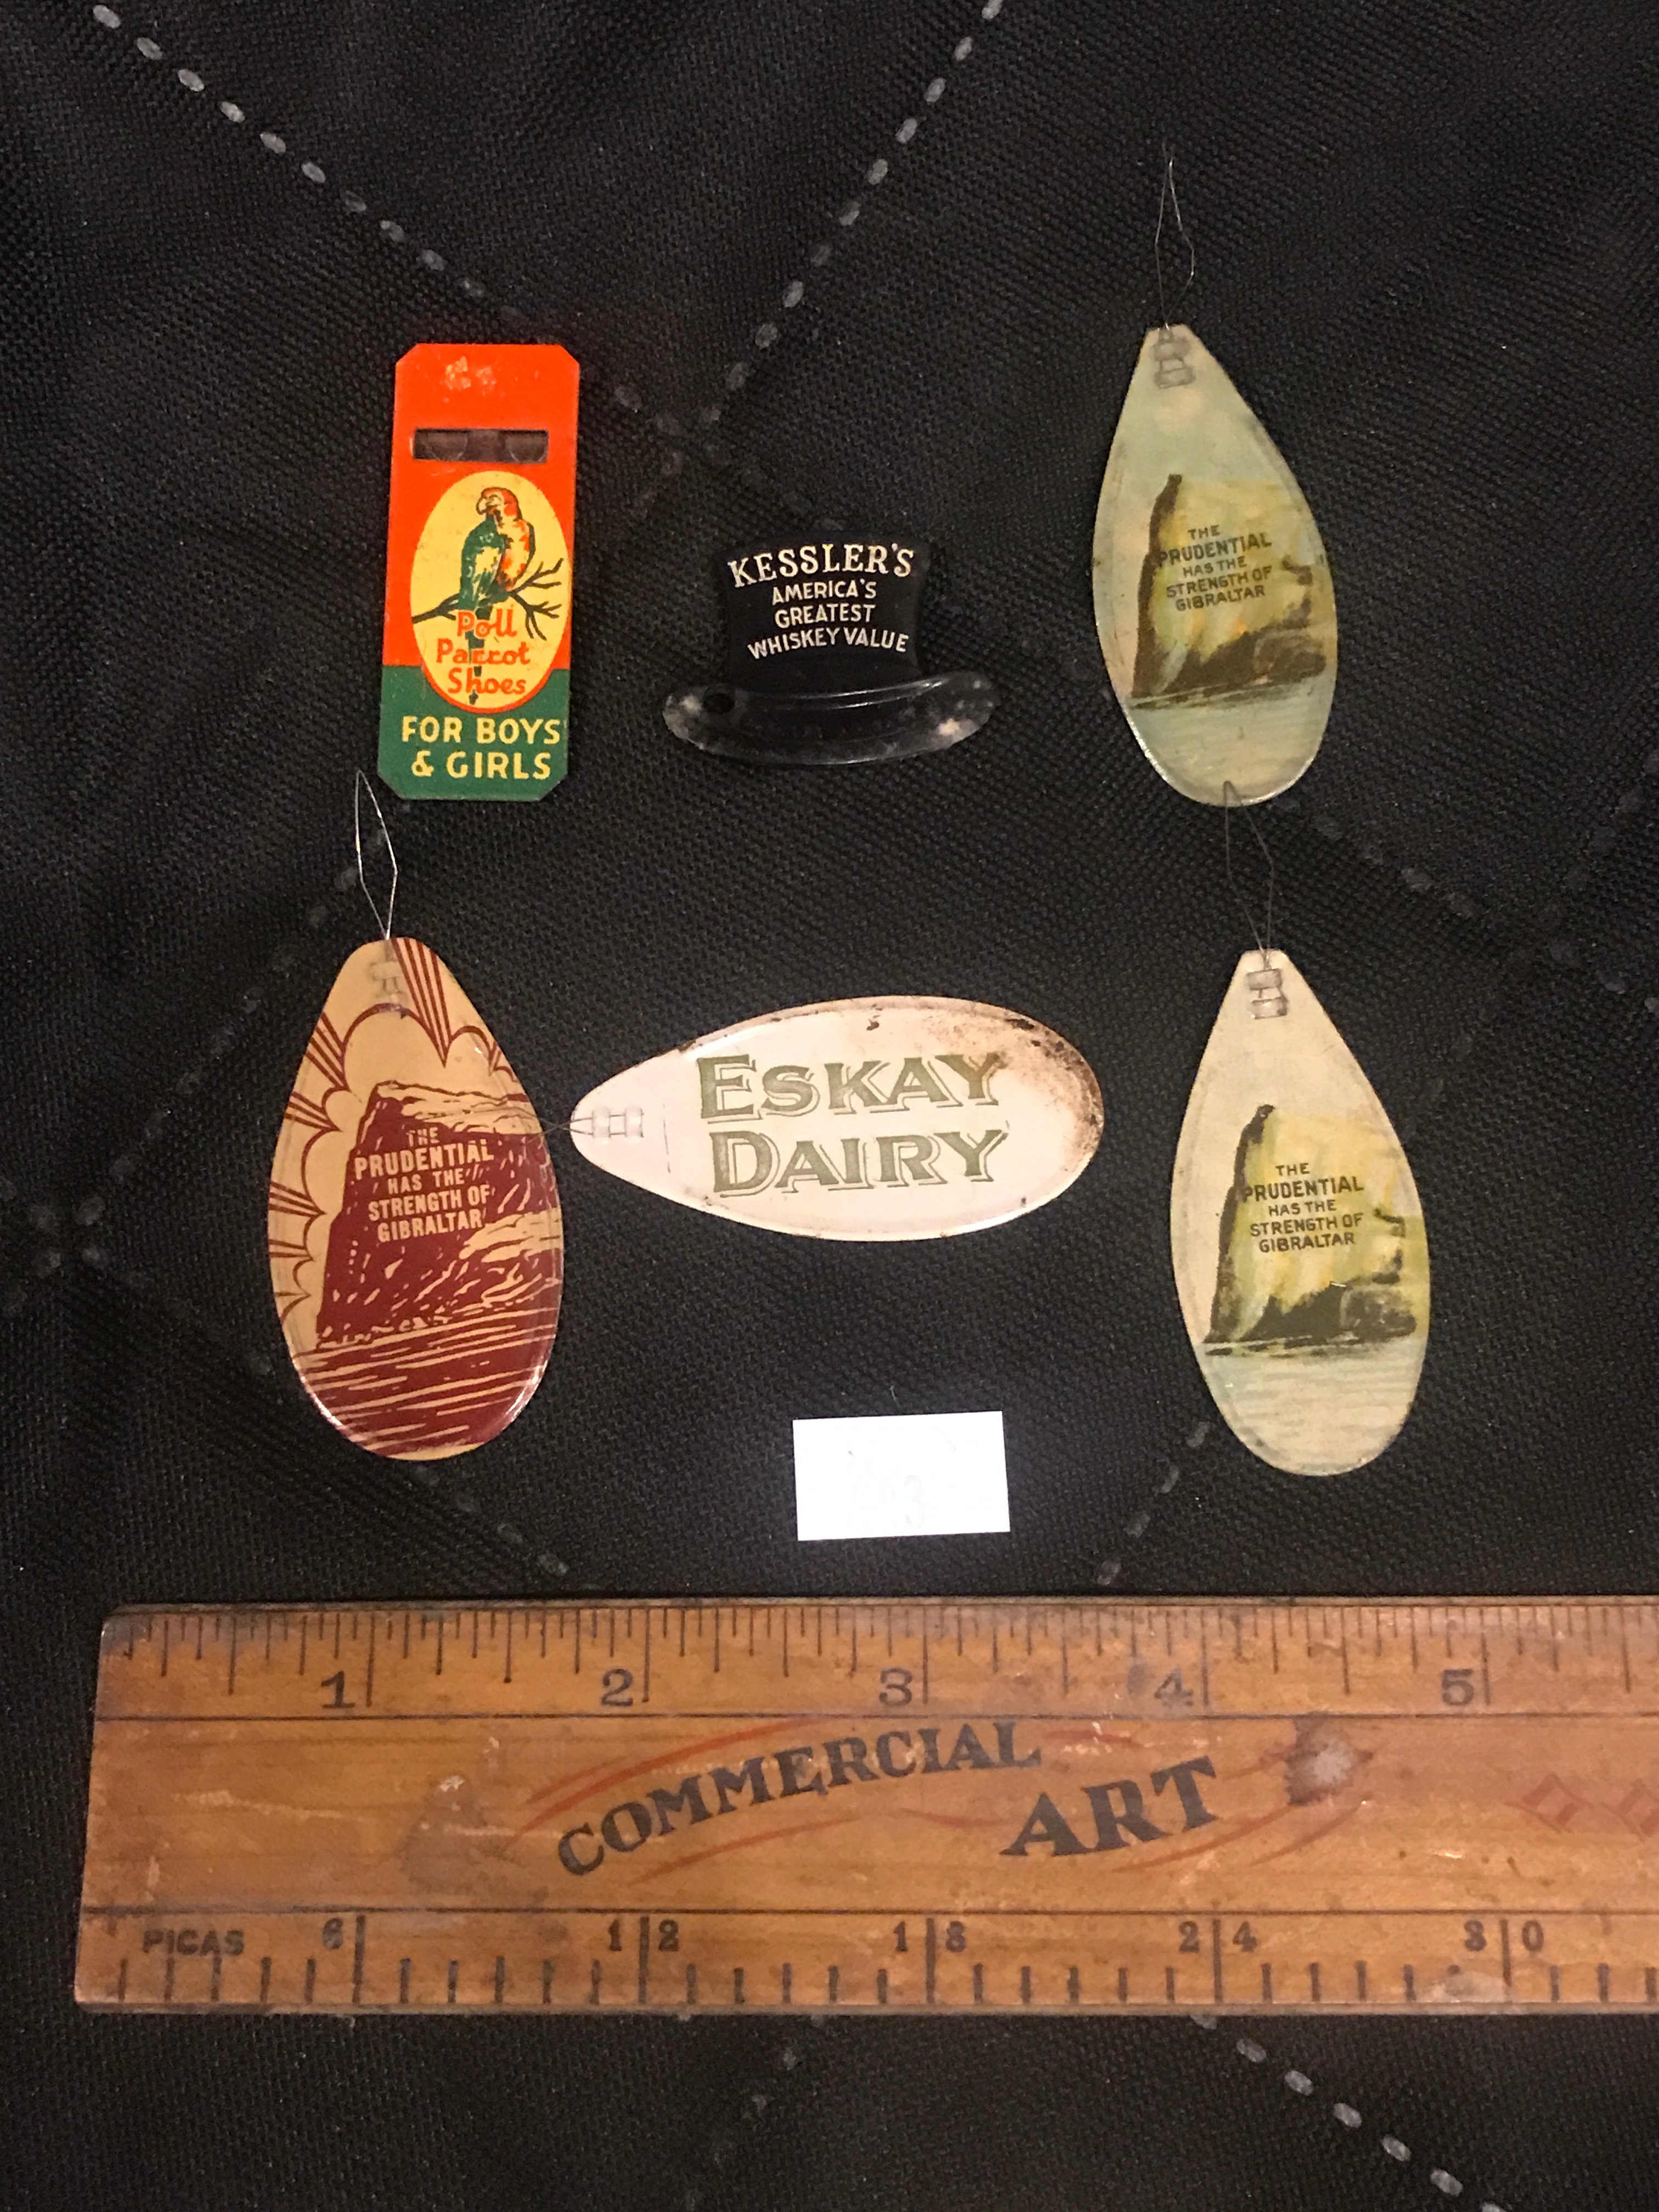 Poll
Parrot
Shoes
FOR BOYS
& GIRLS
KESSLER'S
AMERICA'S
GREATEST
WHISKEY VALUE
THE
PRUDENTIAL
HAS THE
STRENGTH OF
GIBRALTAR
THE
PRUDENTIAL
HAS THE
STRENGTH OF
GIBRALTAR
ESKAY
DAIRY
THE
PRUDENTIAL
HAS THE
STRENGTH OF
GIBRALTAR
1 2 3 4 5
COMMERCIAL
ART
PICAS 6 12 18 24 30